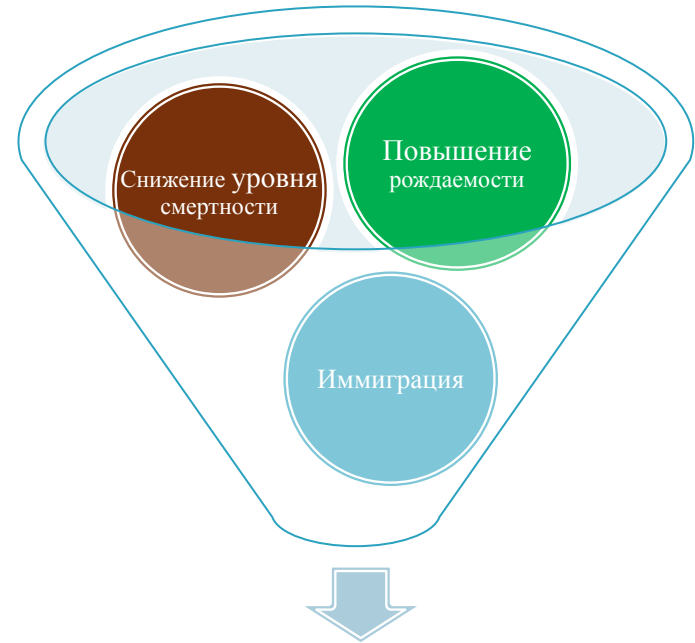 Снижение уровня
смертности
Повышение
рождаемости
Иммиграция